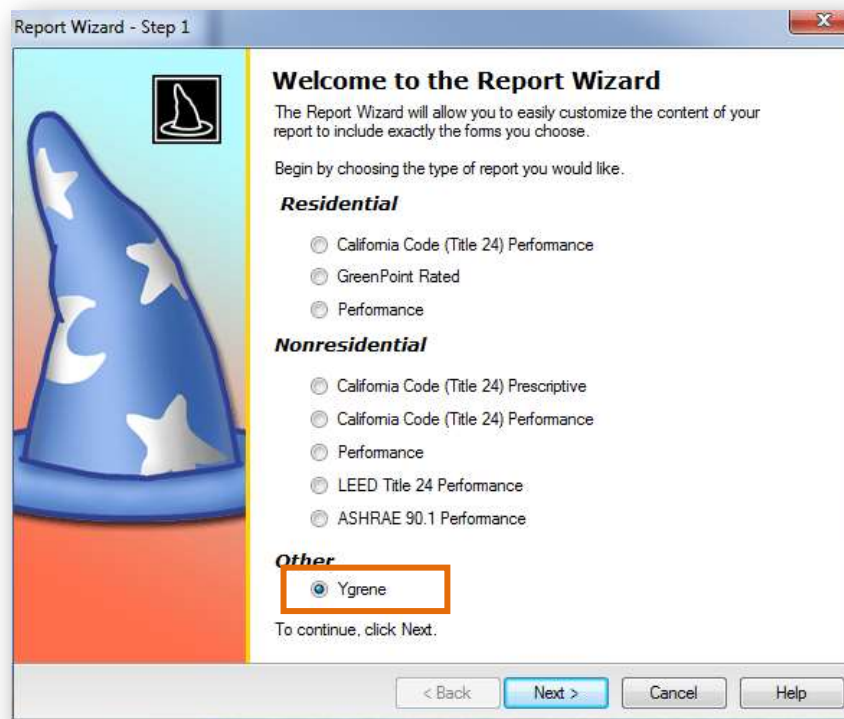 Report Wizard - Step 1
Welcome to the Report Wizard
The Report Wizard will allow you to easily customize the content of your
report to include exactly the forms you choose.
Begin by choosing the type of report you would like.
Residential
California Code (Title 24) Performance
GreenPoint Rated
Performance
Nonresidential
California Code (Title 24) Prescriptive
California Code (Title 24) Performance
Performance
LEED Title 24 Performance
ASHRAE 90.1 Performance
Other
Ygrene
To continue, click Next.
< Back Next > Cancel Help